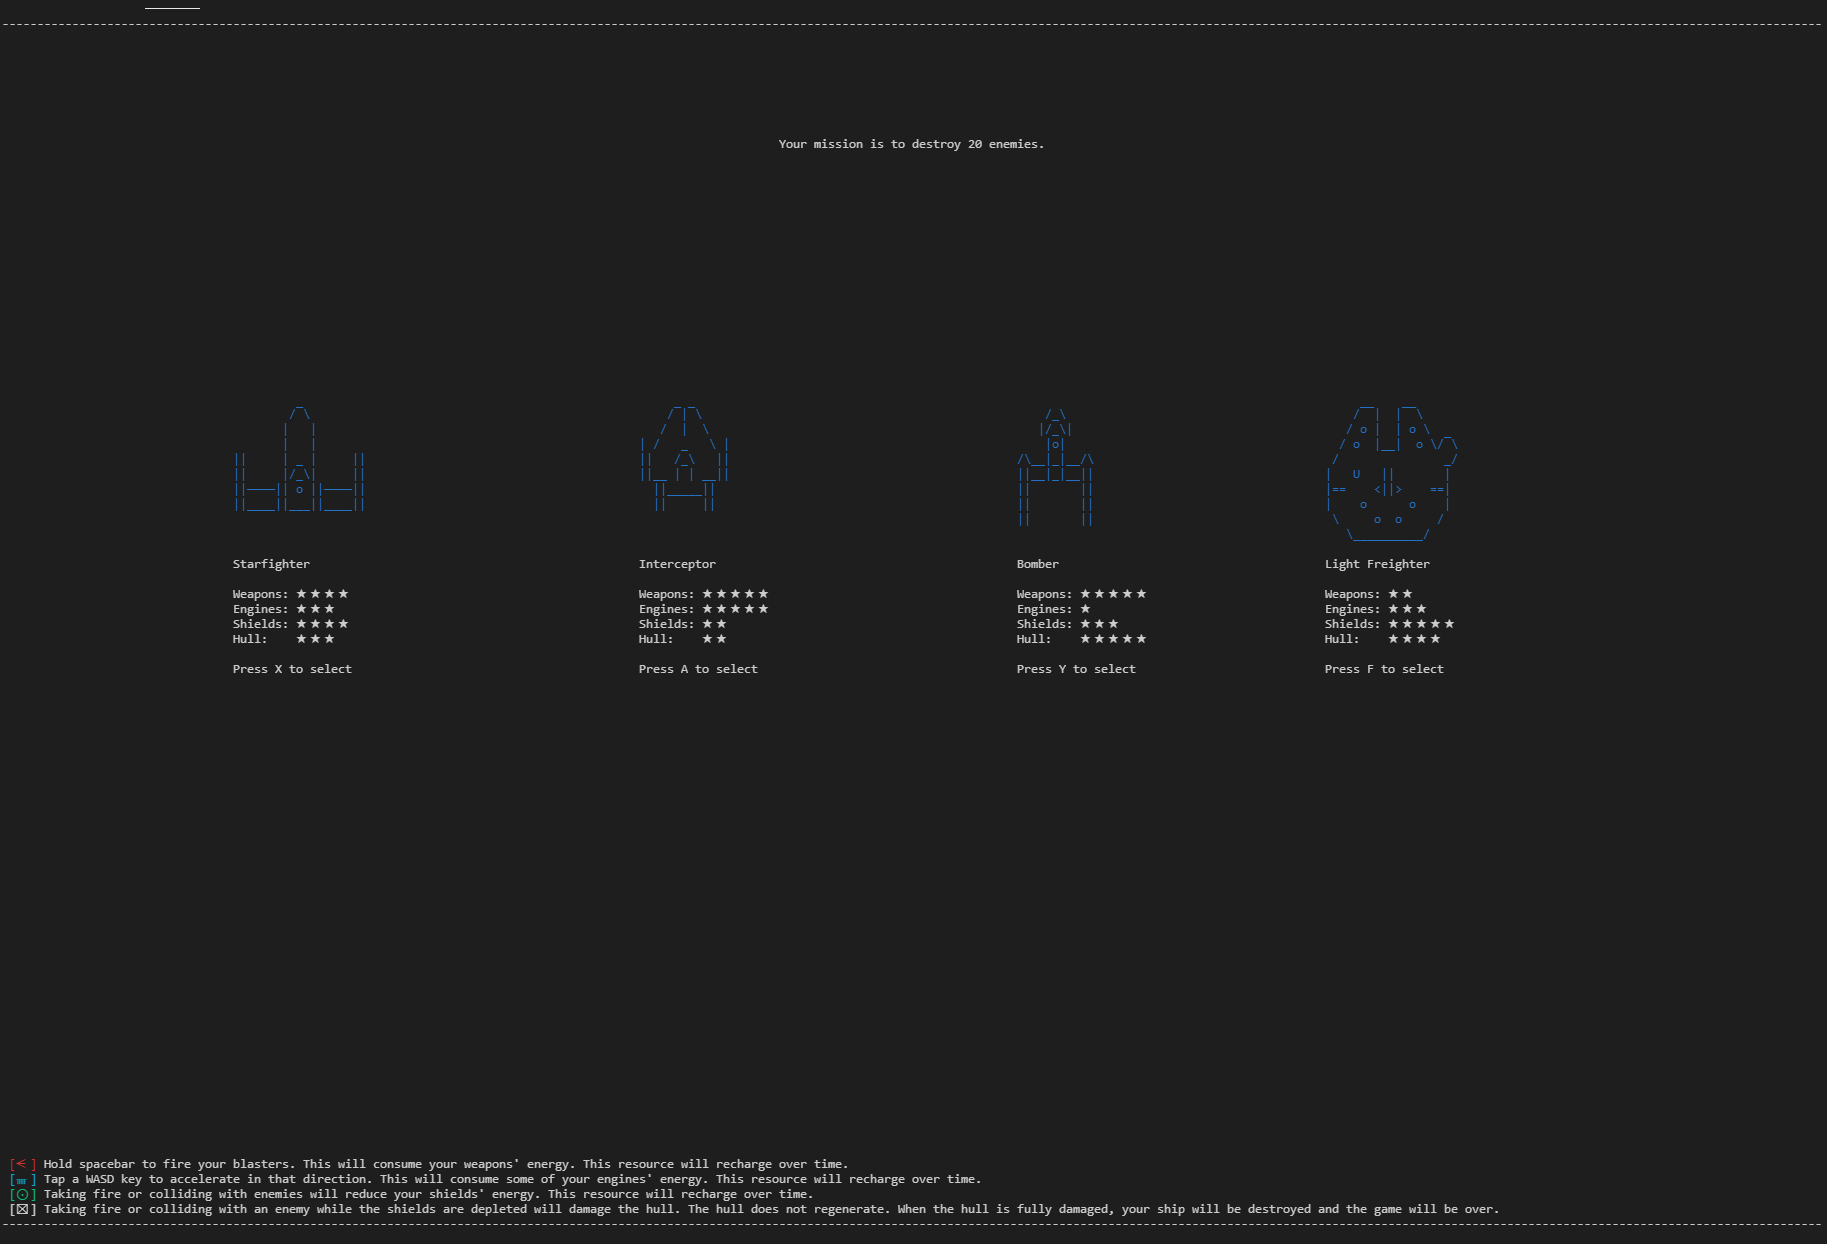 Your mission is to destroy 20 enemies.
Starfighter
Weapons: ★ ★ ★ ★
Engines: ★ ★ ★
Shields: ★ ★ ★ ★
Hull: ★ ★ ★
Press X to select
Interceptor
Weapons: ★ ★ ★ ★ ★
Engines: ★ ★ ★ ★ ★
Shields: ★ ★
Hull: ★ ★
Press A to select
Bomber
Weapons: ★ ★ ★ ★ ★
Engines: ★
Shields: ★ ★ ★
Hull: ★ ★ ★ ★ ★
Press Y to select
Light Freighter
Weapons: ★ ★
Engines: ★ ★ ★
Shields: ★ ★ ★ ★ ★
Hull: ★ ★ ★ ★
Press F to select
[⪪ ] Hold spacebar to fire your blasters. This will consume your weapons' energy. This resource will recharge over time.
[ᚚ ] Tap a WASD key to accelerate in that direction. This will consume some of your engines' energy. This resource will recharge over time.
[⨀] Taking fire or colliding with enemies will reduce your shields' energy. This resource will recharge over time.
[☒] Taking fire or colliding with an enemy while the shields are depleted will damage the hull. The hull does not regenerate. When the hull is fully damaged, your ship will be destroyed and the game will be over.